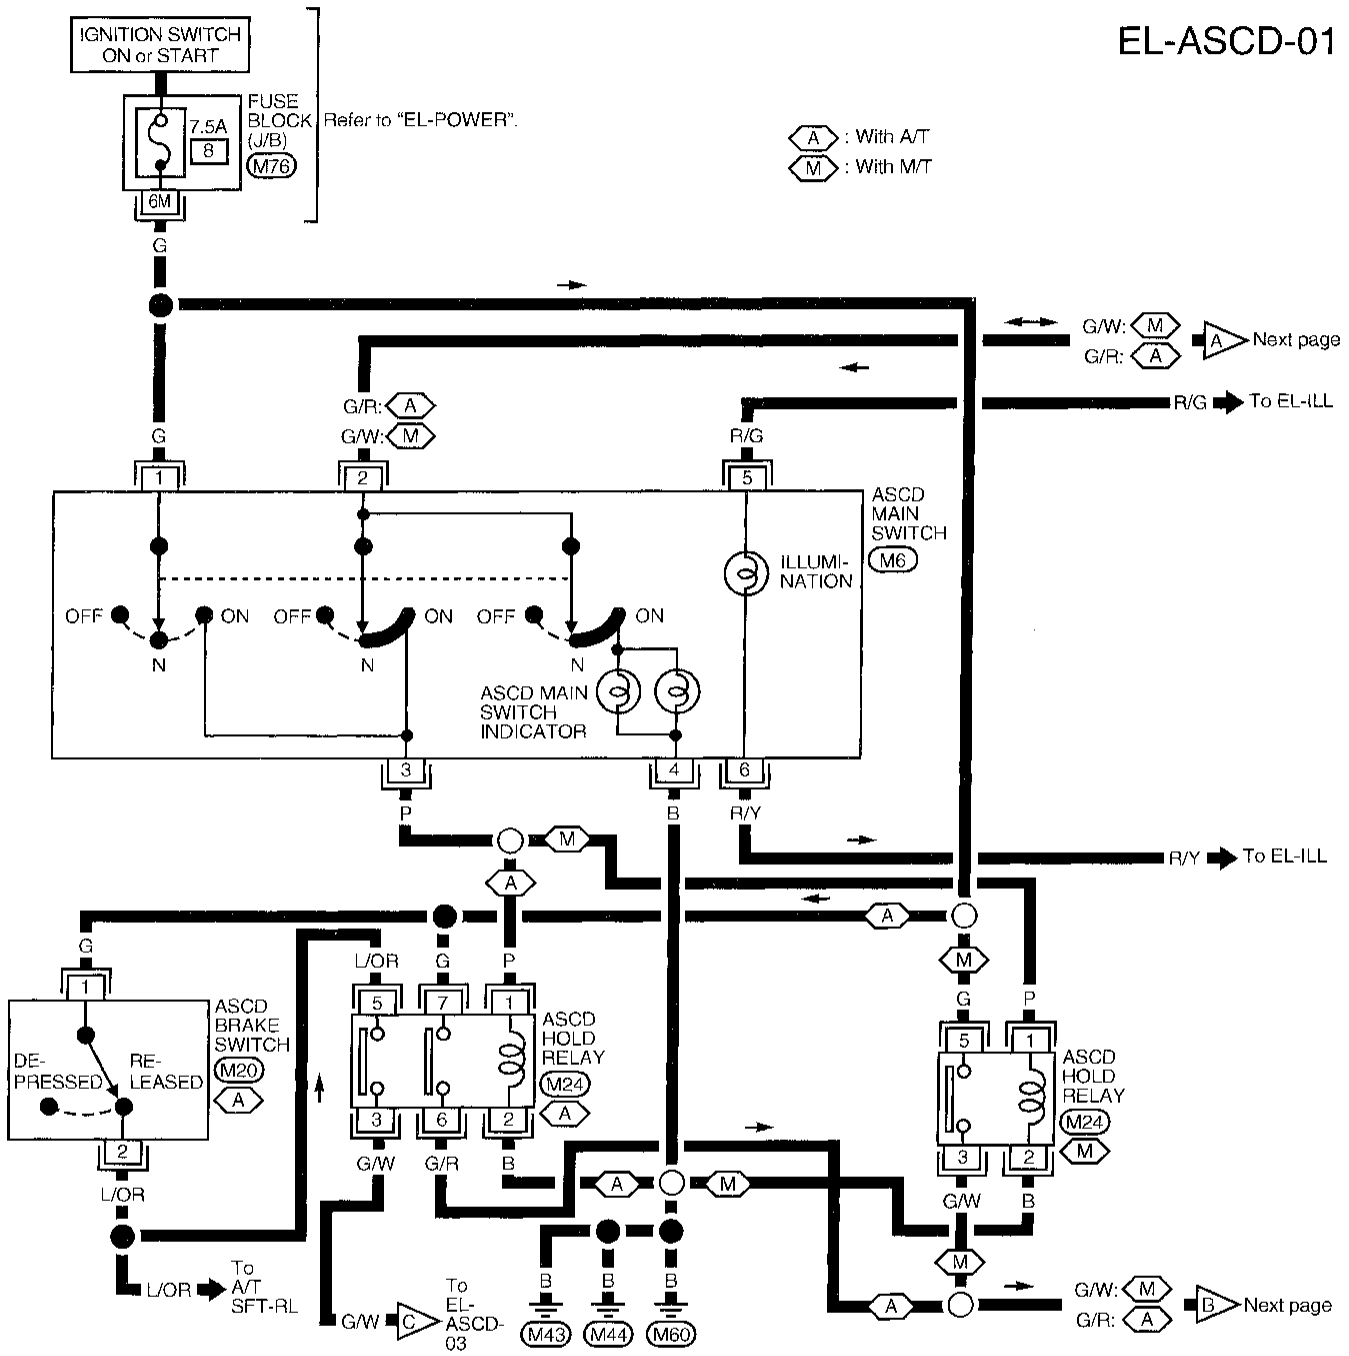 EL-ASCD-01
IGNITION SWITCH
ON or START
FUSE
BLOCK
(J/B)
M76
7.5A
8
Refer to "EL-POWER".
6M
A : With A/T
M : With M/T
G
G/W: M
G/R: A
A Next page
G/R: A
G/W: M
R/G To EL-ILL
G
R/G
1
2
5
ASCD
MAIN
SWITCH
M6
ILLUMI-
NATION
OFF
ON
OFF
ON
OFF
ON
N
N
N
ASCD MAIN
SWITCH
INDICATOR
3
4
6
P
B
R/Y
M
R/Y To EL-ILL
A
A
G
L/OR
G
P
M
G
P
1
5
7
1
5
1
ASCD
BRAKE
SWITCH
M20
A
DE-
PRESSED
RE-
LEASED
ASCD
HOLD
RELAY
M24
A
ASCD
HOLD
RELAY
M24
M
2
3
6
2
3
2
L/OR
G/W
G/R
B
A
M
G/W
B
M
L/OR
To
A/T
SFT-RL
G/W
C
To
EL-
ASCD-
03
B
B
B
M43
M44
M60
A
G/W: M
G/R: A
B Next page